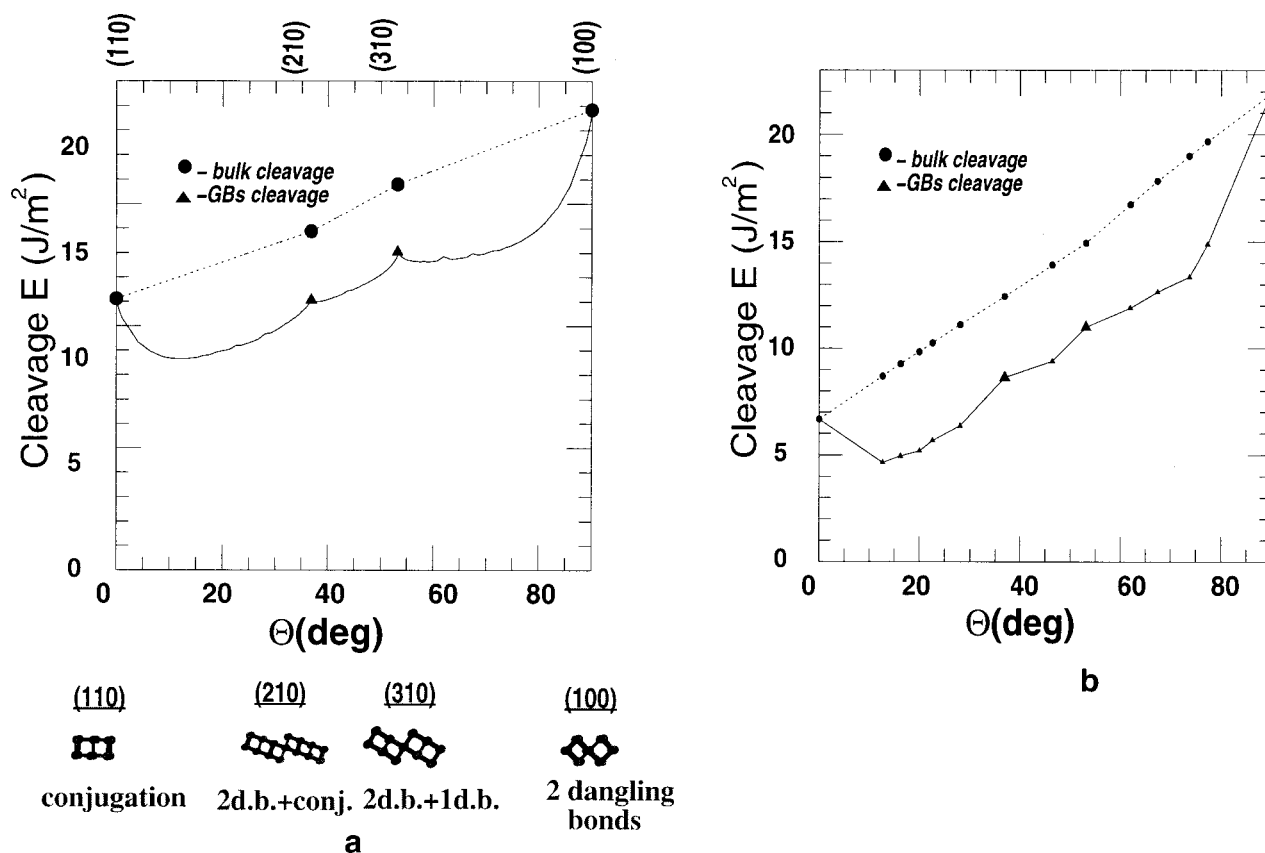 (110)
(210)
(310)
(100)
20
15
10
5
0
Cleavage E (J/m²)
● – bulk cleavage
▲ –GBs cleavage
0
20
40
60
80
Θ(deg)
(110)
(210)
(310)
(100)
conjugation
2d.b.+conj.
2d.b.+1d.b.
2 dangling
bonds
a
20
15
10
5
0
Cleavage E (J/m²)
● – bulk cleavage
▲ –GBs cleavage
0
20
40
60
80
Θ(deg)
b